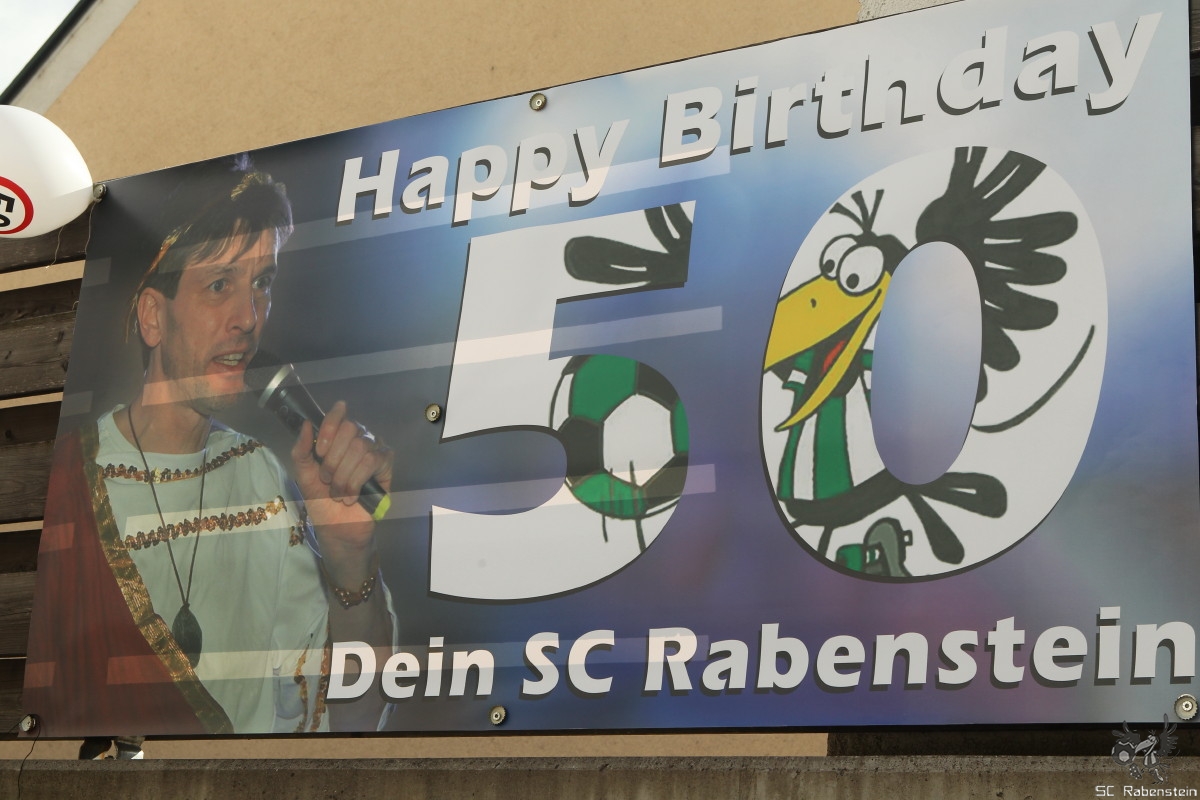 Happy Birthday
50
Dein SC Rabenstein
SC Rabenstein